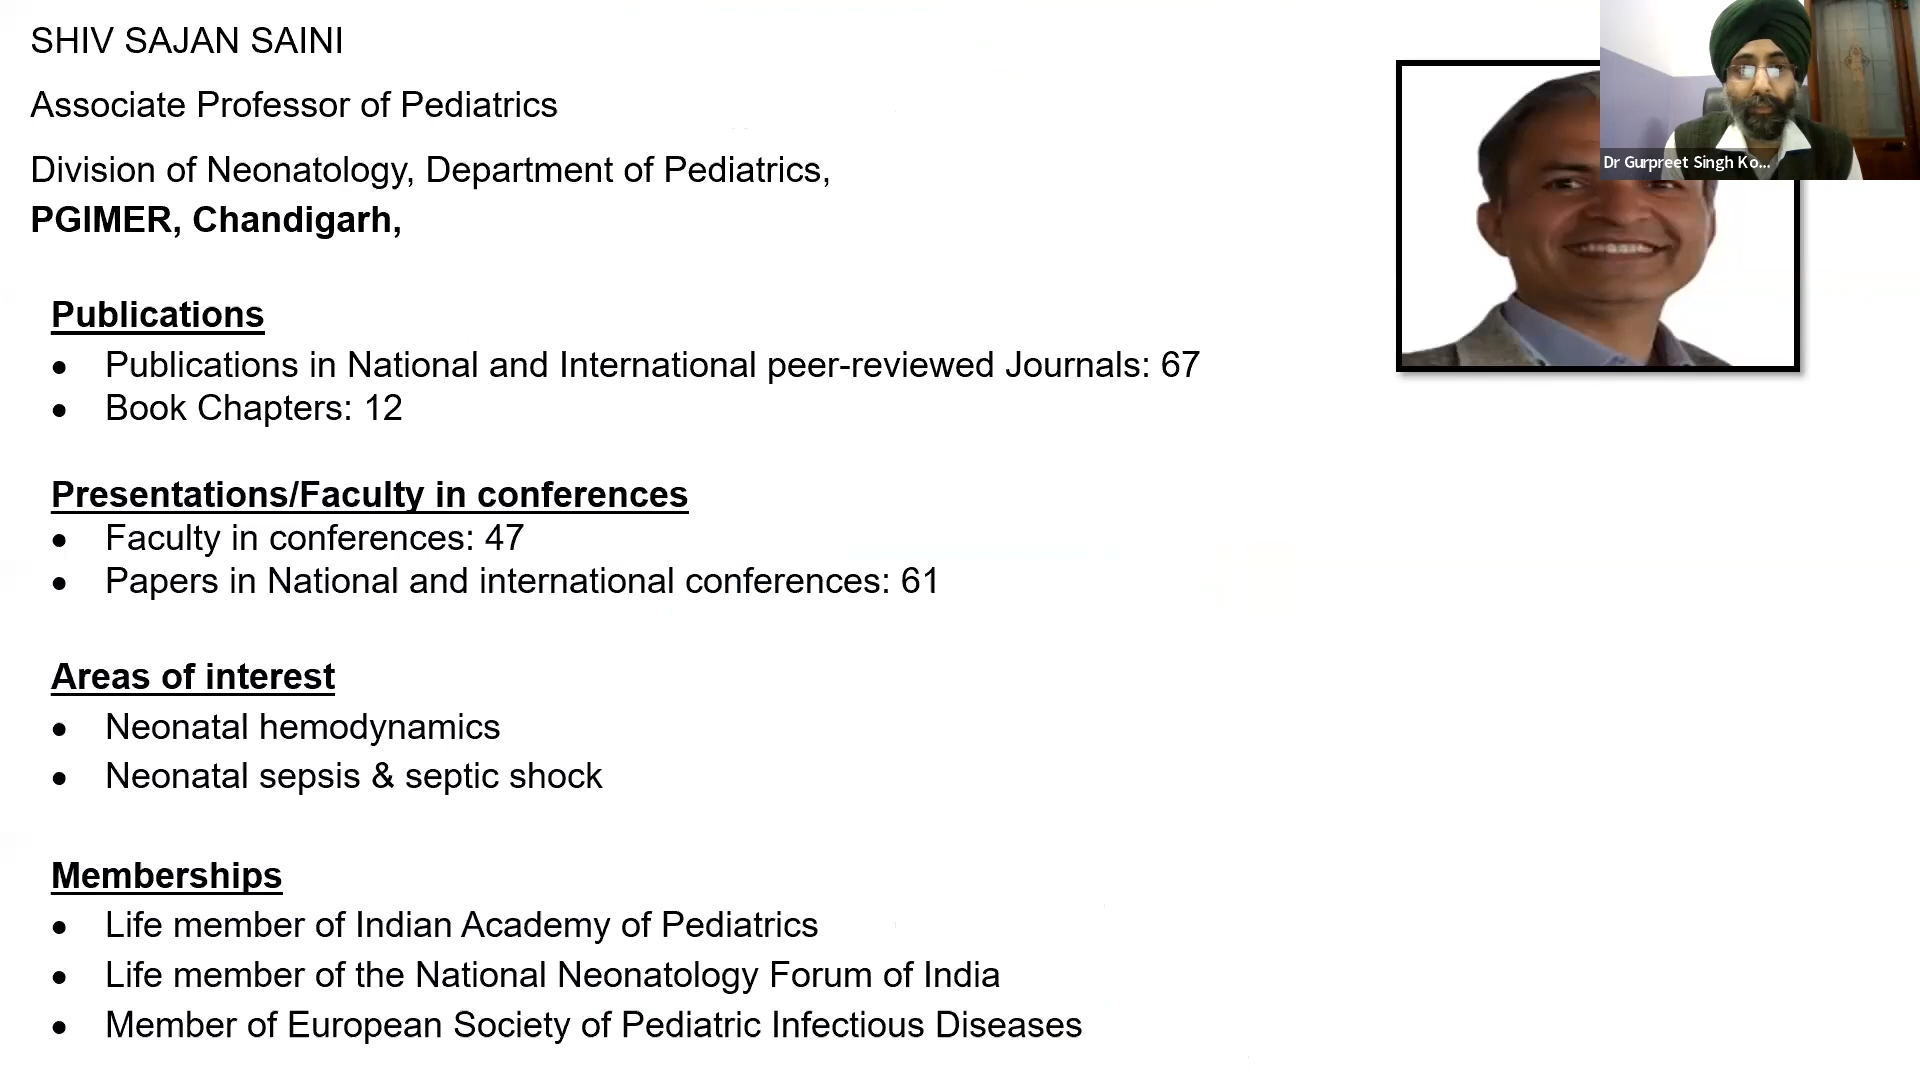 SHIV SAJAN SAINI
Associate Professor of Pediatrics
Division of Neonatology, Department of Pediatrics,
PGIMER, Chandigarh,
Dr Gurpreet Singh Ko...
Publications
• Publications in National and International peer-reviewed Journals: 67
• Book Chapters: 12
Presentations/Faculty in conferences
• Faculty in conferences: 47
• Papers in National and international conferences: 61
Areas of interest
• Neonatal hemodynamics
• Neonatal sepsis & septic shock
Memberships
• Life member of Indian Academy of Pediatrics
• Life member of the National Neonatology Forum of India
• Member of European Society of Pediatric Infectious Diseases